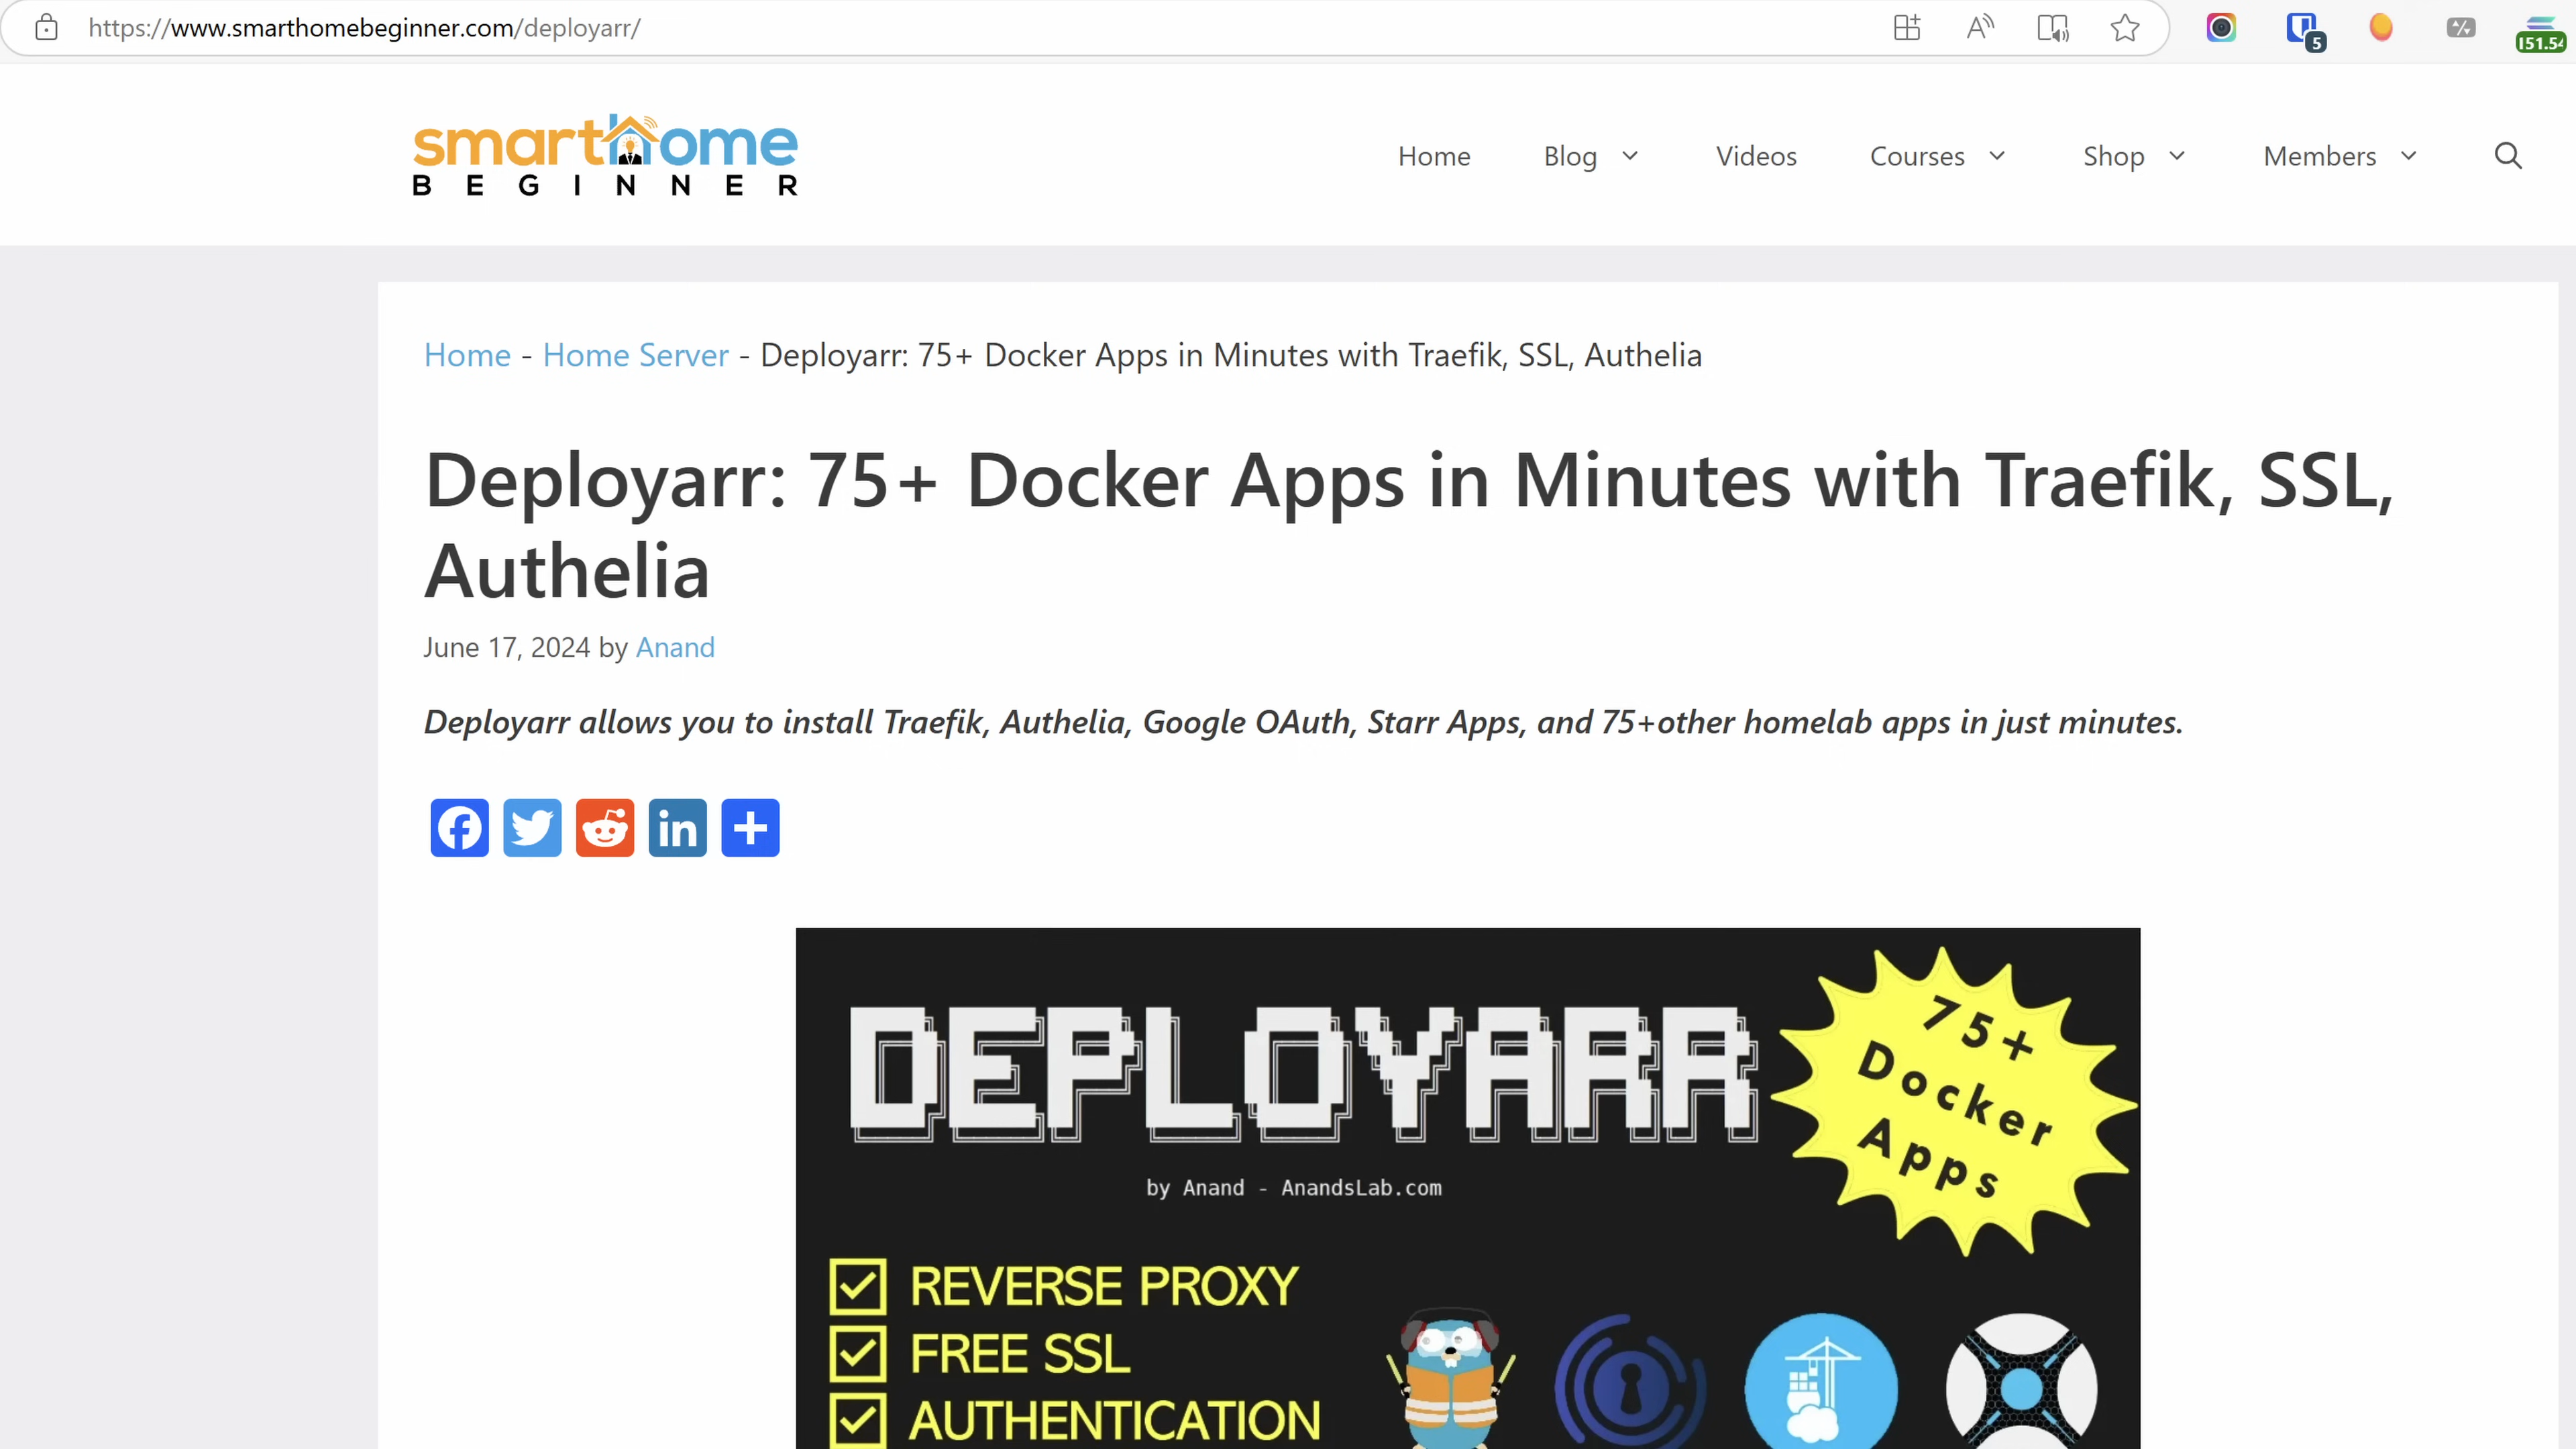 https://www.smarthomebeginner.com/deployarr/
5
151.54
smarthome
BEGINNER
Home
Blog
Videos
Courses
Shop
Members
Home - Home Server - Deployarr: 75+ Docker Apps in Minutes with Traefik, SSL, Authelia
Deployarr: 75+ Docker Apps in Minutes with Traefik, SSL,
Authelia
June 17, 2024 by Anand
Deployarr allows you to install Traefik, Authelia, Google OAuth, Starr Apps, and 75+other homelab apps in just minutes.
in
DEPLOYARR
75+
Docker
Apps
by Anand - AnandsLab.com
REVERSE PROXY
FREE SSL
AUTHENTICATION